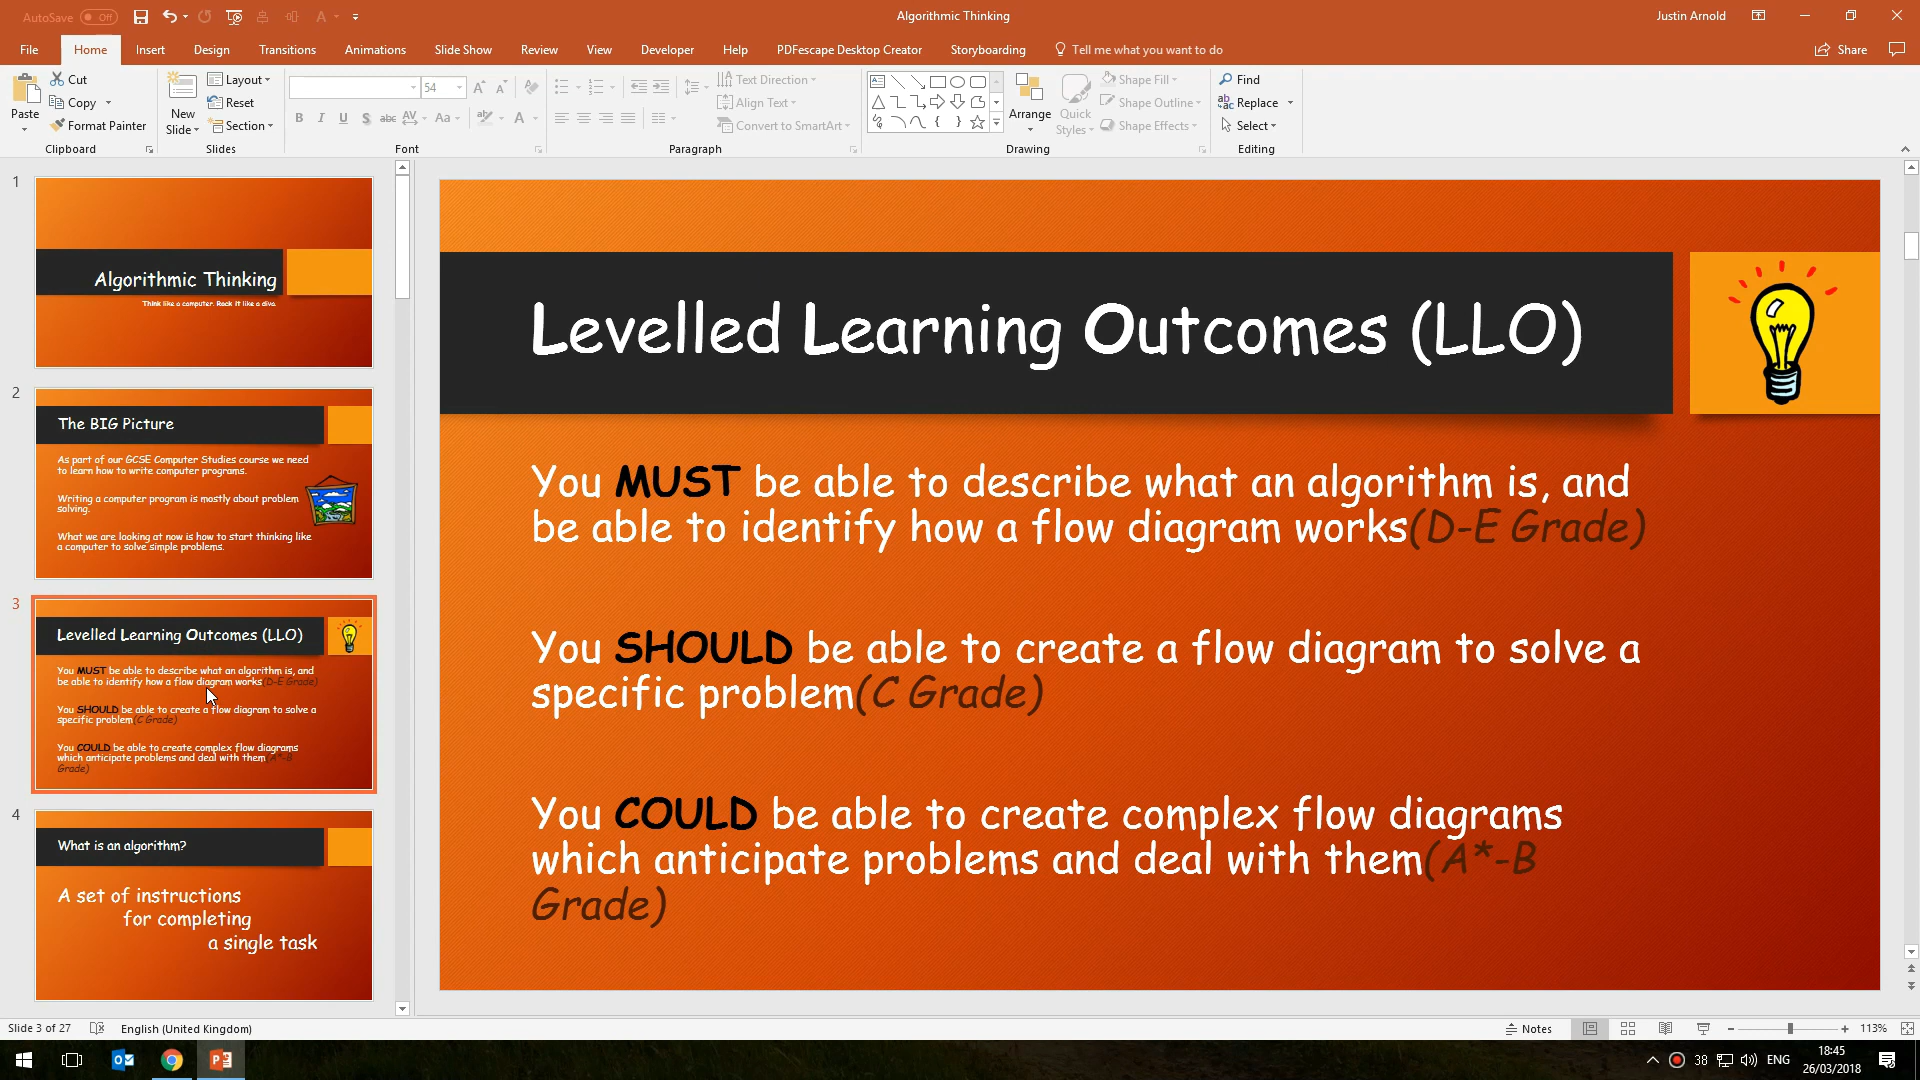 AutoSave Off
Algorithmic Thinking
Justin Arnold
File Home Insert Design Transitions Animations Slide Show Review View Developer Help PDFescape Desktop Creator Storyboarding Tell me what you want to do Share
Paste
Cut
Copy
Format Painter
Clipboard
New
Slide
Layout
Reset
Section
Slides
54
B I U S abc AV Aa A
Font
Text Direction
Align Text
Convert to SmartArt
Paragraph
Arrange
Quick
Styles
Shape Fill
Shape Outline
Shape Effects
Drawing
Find
Replace
Select
Editing
1
Algorithmic Thinking
Think like a computer. Rock it like a diva.
2
The BIG Picture
As part of our GCSE Computer Studies course we need
to learn how to write computer programs.
Writing a computer program is mostly about problem
solving.
What we are looking at now is how to start thinking like
a computer to solve simple problems.
3
Levelled Learning Outcomes (LLO)
You MUST be able to describe what an algorithm is, and
be able to identify how a flow diagram works(D-E Grade)
You SHOULD be able to create a flow diagram to solve a
specific problem(C Grade)
You COULD be able to create complex flow diagrams
which anticipate problems and deal with them(A*-B
Grade)
4
What is an algorithm?
A set of instructions
for completing
a single task
Levelled Learning Outcomes (LLO)
You MUST be able to describe what an algorithm is, and
be able to identify how a flow diagram works(D-E Grade)
You SHOULD be able to create a flow diagram to solve a
specific problem(C Grade)
You COULD be able to create complex flow diagrams
which anticipate problems and deal with them(A*-B
Grade)
Slide 3 of 27 English (United Kingdom) Notes 113%
38 ENG
18:45
26/03/2018